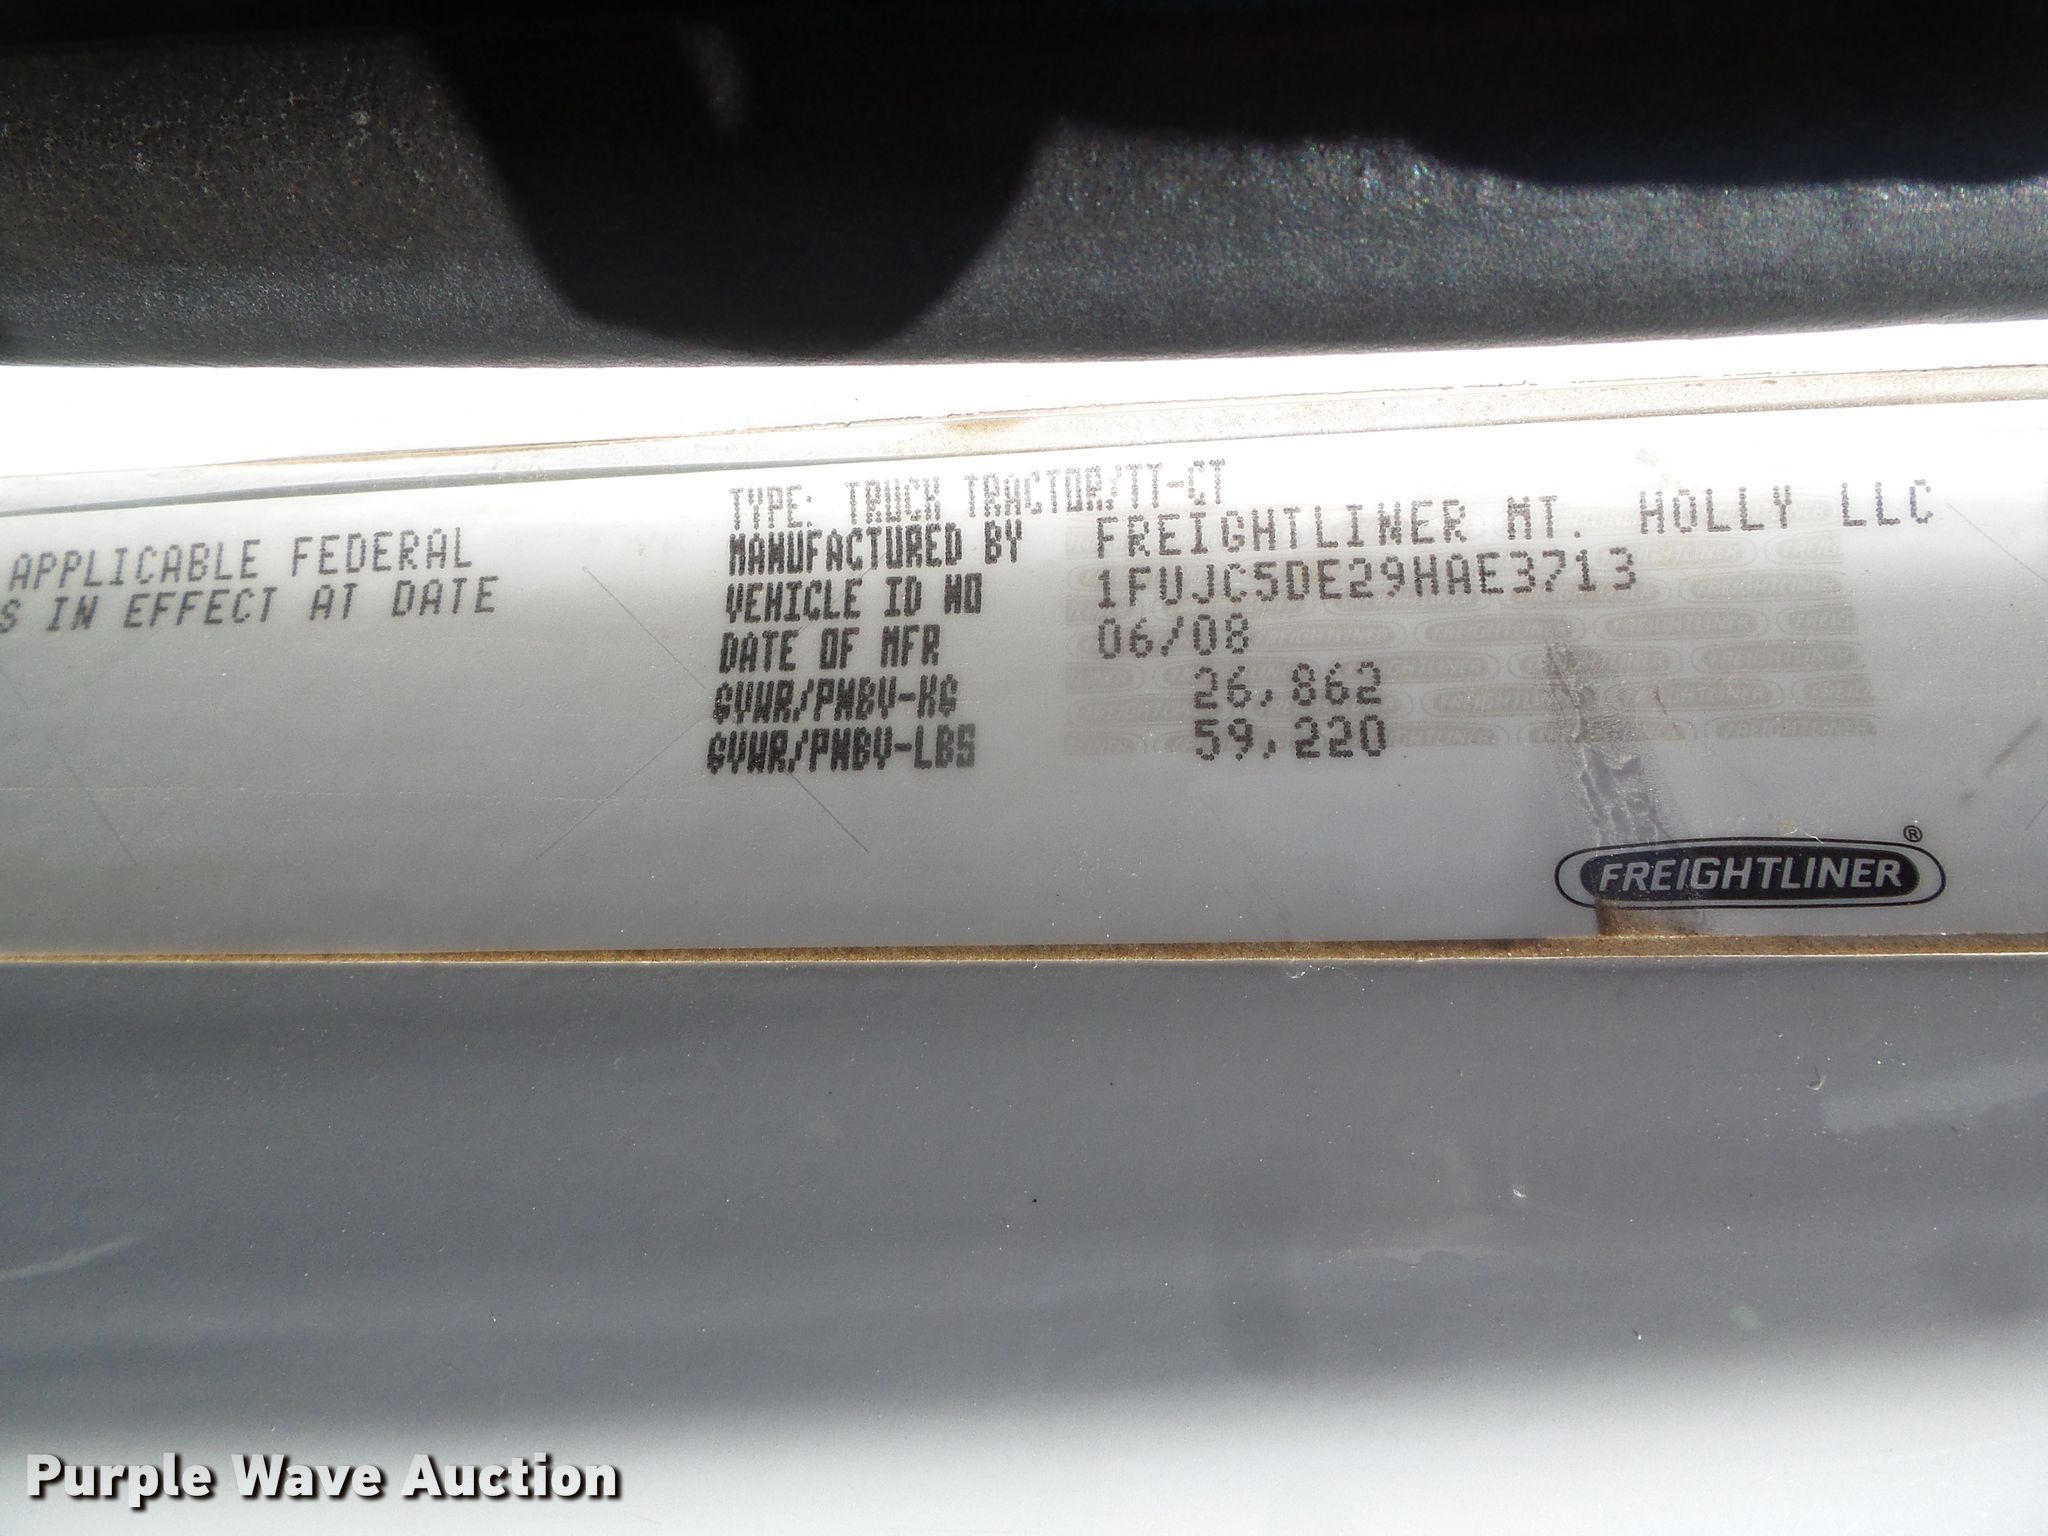 APPLICABLE FEDERAL
S IN EFFECT AT DATE
TYPE: TRUCK TRACTOR/TT-CT
MANUFACTURED BY FREIGHTLINER MT. HOLLY LLC
VEHICLE ID NO 1FUJC5DE29HAE3713
DATE OF MFR 06/08
GVWR/PNBV-KG 26,862
GVWR/PNBV-LBS 59,220
FREIGHTLINER®
Purple Wave Auction